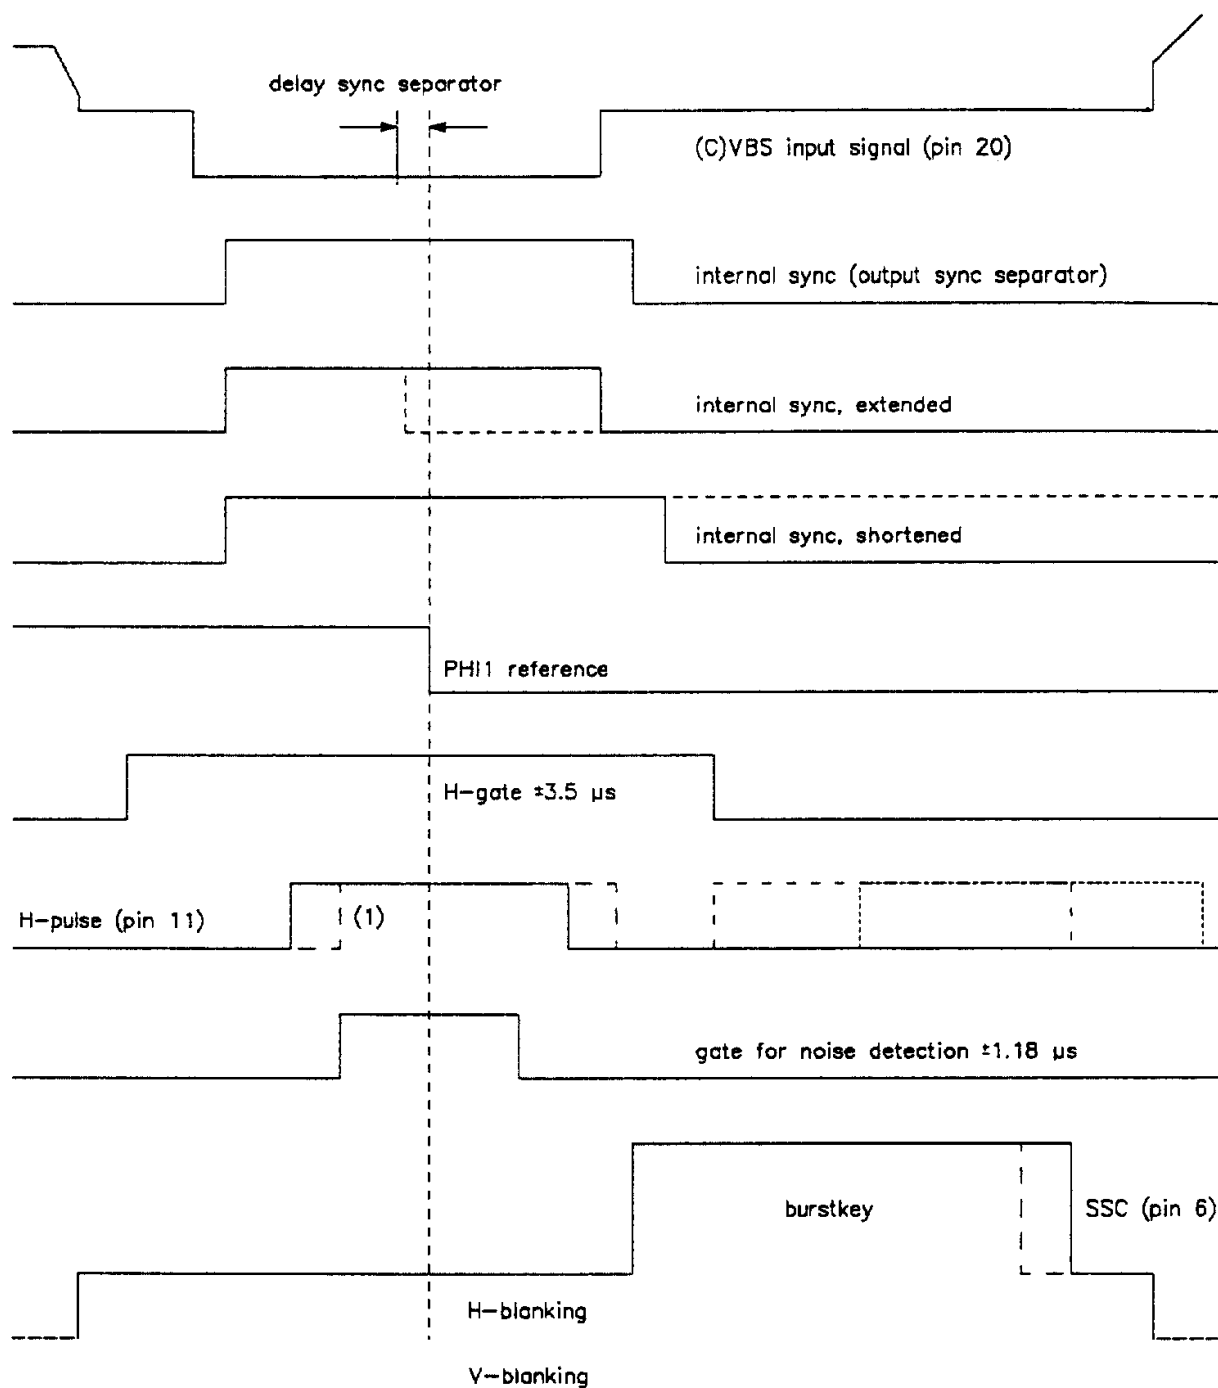 delay sync separator
(C)VBS input signal (pin 20)
internal sync (output sync separator)
internal sync, extended
internal sync, shortened
PHI1 reference
H-gate ±3.5 µs
H-pulse (pin 11)
(1)
gate for noise detection ±1.18 µs
burstkey
SSC (pin 6)
H-blanking
V-blanking